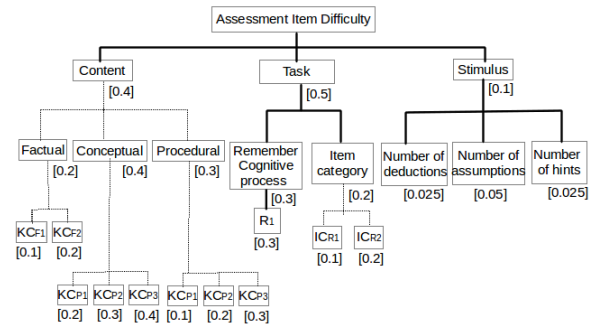 Assessment Item Difficulty
Content
Task
Stimulus
[0.4]
[0.5]
[0.1]
Factual
Conceptual
Procedural
Remember
Cognitive
process
Item
category
Number of
deductions
Number of
assumptions
Number
of hints
[0.2]
[0.4]
[0.3]
[0.3]
[0.2]
[0.025]
[0.05]
[0.025]
KCF1
KCF2
R1
ICR1
ICR2
[0.1]
[0.2]
[0.3]
[0.1]
[0.2]
KCP1
KCP2
KCP3
KCP1
KCP2
KCP3
[0.2]
[0.3]
[0.4]
[0.1]
[0.2]
[0.3]